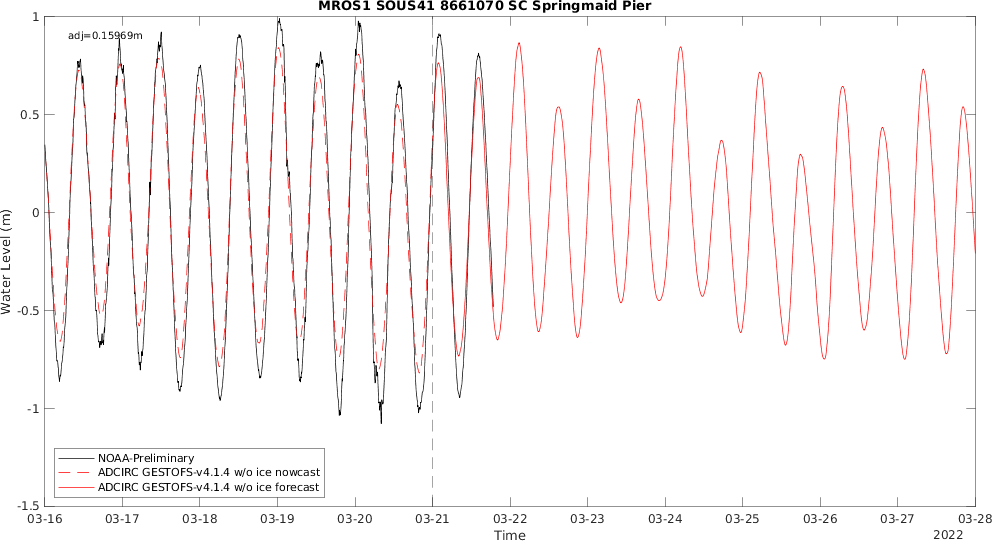 MROS1 SOUS41 8661070 SC Springmaid Pier
adj=0.15969m
1
0.5
0
-0.5
-1
-1.5
Water Level (m)
NOAA-Preliminary
ADCIRC GESTOFS-v4.1.4 w/o ice nowcast
ADCIRC GESTOFS-v4.1.4 w/o ice forecast
03-16 03-17 03-18 03-19 03-20 03-21 03-22 03-23 03-24 03-25 03-26 03-27 03-28
Time
2022